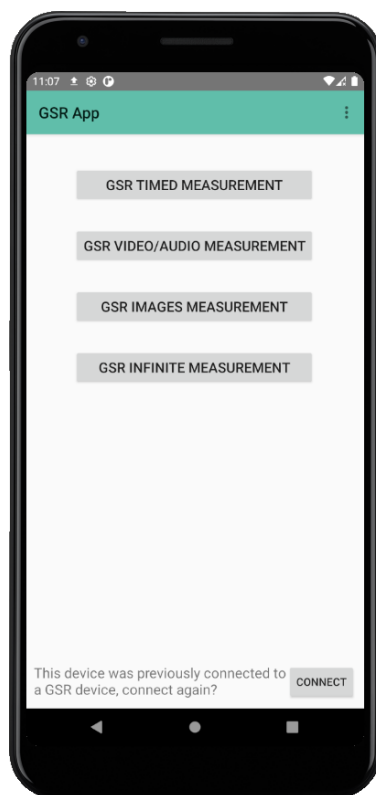 11:07
GSR App
GSR TIMED MEASUREMENT
GSR VIDEO/AUDIO MEASUREMENT
GSR IMAGES MEASUREMENT
GSR INFINITE MEASUREMENT
This device was previously connected to
a GSR device, connect again?
CONNECT